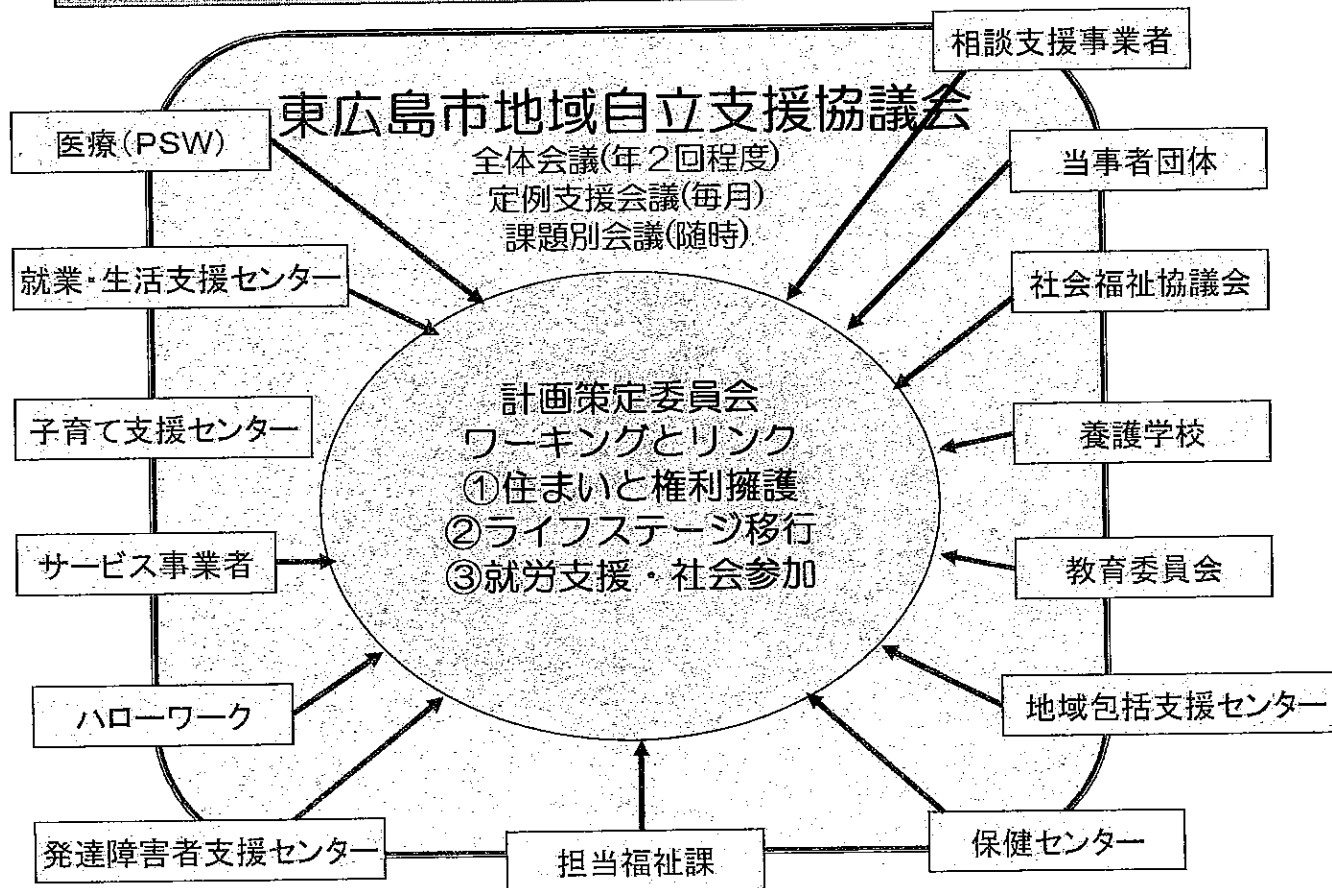 東広島市地域自立支援協議会
全体会議(年２回程度)
定例支援会議(毎月)
課題別会議(随時)
計画策定委員会
ワーキングとリンク
①住まいと権利擁護
②ライフステージ移行
③就労支援・社会参加
医療(PSW)
就業・生活支援センター
子育て支援センター
サービス事業者
ハローワーク
発達障害者支援センター
担当福祉課
相談支援事業者
当事者団体
社会福祉協議会
養護学校
教育委員会
地域包括支援センター
保健センター